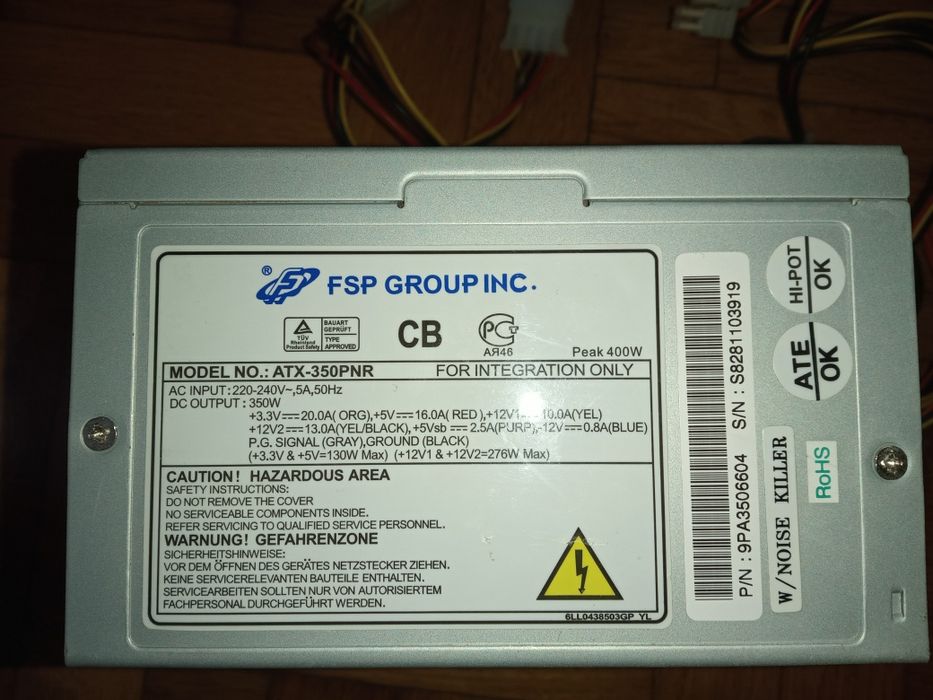 ® FSP GROUP INC.
TÜV Rheinland Product Safety
BAUART GEPRÜFT
TYPE APPROVED
CB
PCT
АЯ46
Peak 400W
MODEL NO.: ATX-350PNR FOR INTEGRATION ONLY
AC INPUT: 220-240V~,5A,50Hz
DC OUTPUT : 350W
+3.3V⎓20.0A( ORG),+5V⎓16.0A( RED),+12V1 10.0A(YEL)
+12V2⎓13.0A(YEL/BLACK), +5Vsb⎓2.5A(PURP),-12V⎓0.8A(BLUE)
P.G. SIGNAL (GRAY),GROUND (BLACK)
(+3.3V & +5V=130W Max) (+12V1 & +12V2=276W Max)
CAUTION! HAZARDOUS AREA
SAFETY INSTRUCTIONS:
DO NOT REMOVE THE COVER
NO SERVICEABLE COMPONENTS INSIDE.
REFER SERVICING TO QUALIFIED SERVICE PERSONNEL.
WARNUNG! GEFAHRENZONE
SICHERHEITSHINWEISE:
VOR DEM ÖFFNEN DES GERÄTES NETZSTECKER ZIEHEN.
KEINE SERVICERELEVANTEN BAUTEILE ENTHALTEN.
SERVICEARBEITEN SOLLTEN NUR VON AUTORISIERTEM
FACHPERSONAL DURCHGEFÜHRT WERDEN.
6LL0438503GP YL
P/N : 9PA3506604 S/N : S8281103919
HI-POT OK
ATE OK
W/NOISE KILLER
RoHS